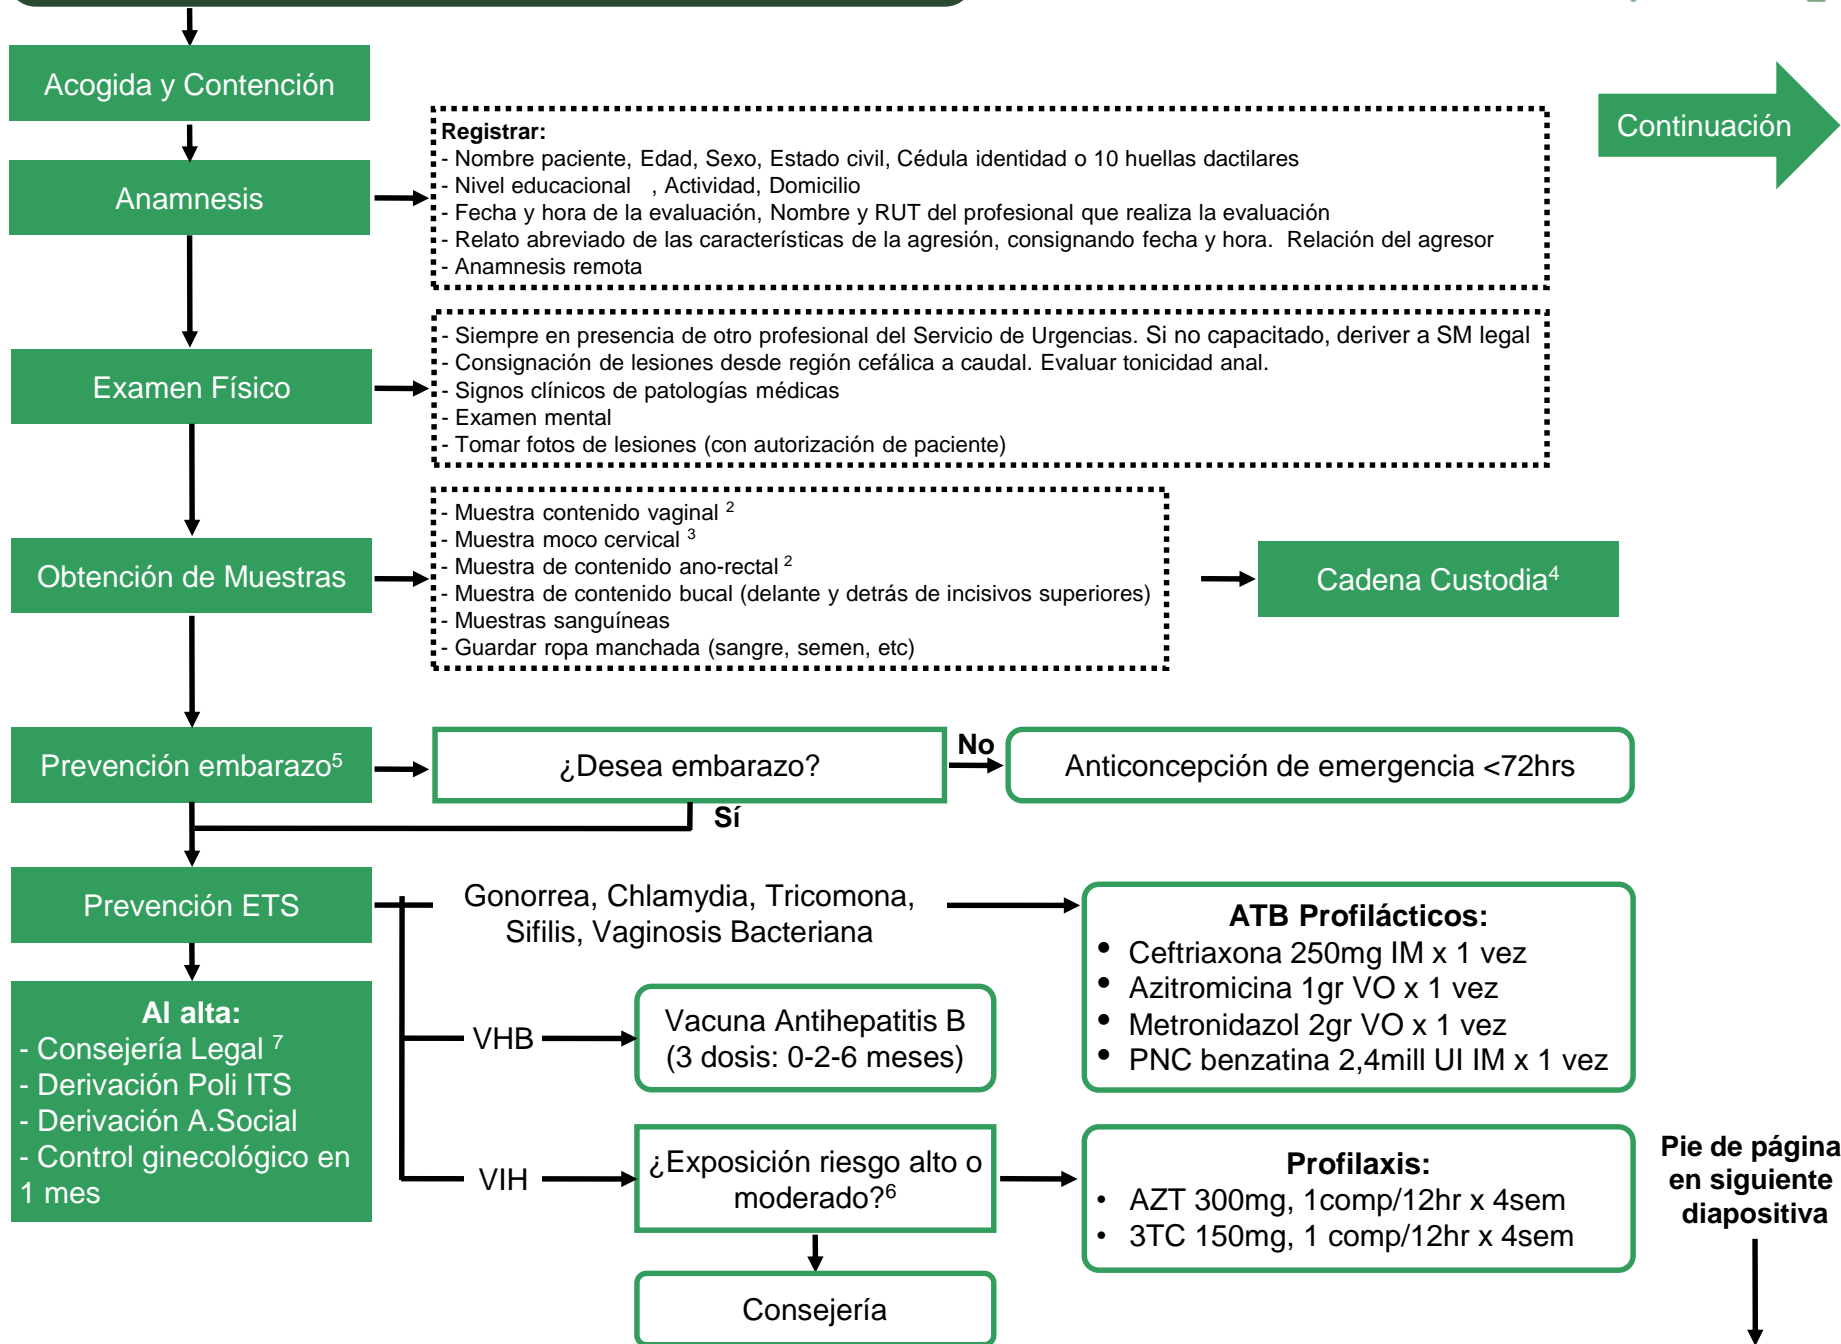 Acogida y Contención
Continuación
Anamnesis
Registrar:
- Nombre paciente, Edad, Sexo, Estado civil, Cédula identidad o 10 huellas dactilares
- Nivel educacional , Actividad, Domicilio
- Fecha y hora de la evaluación, Nombre y RUT del profesional que realiza la evaluación
- Relato abreviado de las características de la agresión, consignando fecha y hora. Relación del agresor
- Anamnesis remota
Examen Físico
- Siempre en presencia de otro profesional del Servicio de Urgencias. Si no capacitado, deriver a SM legal
- Consignación de lesiones desde región cefálica a caudal. Evaluar tonicidad anal.
- Signos clínicos de patologías médicas
- Examen mental
- Tomar fotos de lesiones (con autorización de paciente)
Obtención de Muestras
- Muestra contenido vaginal 2
- Muestra moco cervical 3
- Muestra de contenido ano-rectal 2
- Muestra de contenido bucal (delante y detrás de incisivos superiores)
- Muestras sanguíneas
- Guardar ropa manchada (sangre, semen, etc)
Cadena Custodia4
Prevención embarazo5
¿Desea embarazo?
No
Anticoncepción de emergencia <72hrs
Sí
Prevención ETS
Gonorrea, Chlamydia, Tricomona,
Sifilis, Vaginosis Bacteriana
ATB Profilácticos:
• Ceftriaxona 250mg IM x 1 vez
• Azitromicina 1gr VO x 1 vez
• Metronidazol 2gr VO x 1 vez
• PNC benzatina 2,4mill UI IM x 1 vez
VHB
Vacuna Antihepatitis B
(3 dosis: 0-2-6 meses)
Al alta:
- Consejería Legal 7
- Derivación Poli ITS
- Derivación A.Social
- Control ginecológico en
1 mes
VIH
¿Exposición riesgo alto o
moderado?6
Profilaxis:
• AZT 300mg, 1comp/12hr x 4sem
• 3TC 150mg, 1 comp/12hr x 4sem
Consejería
Pie de página
en siguiente
diapositiva